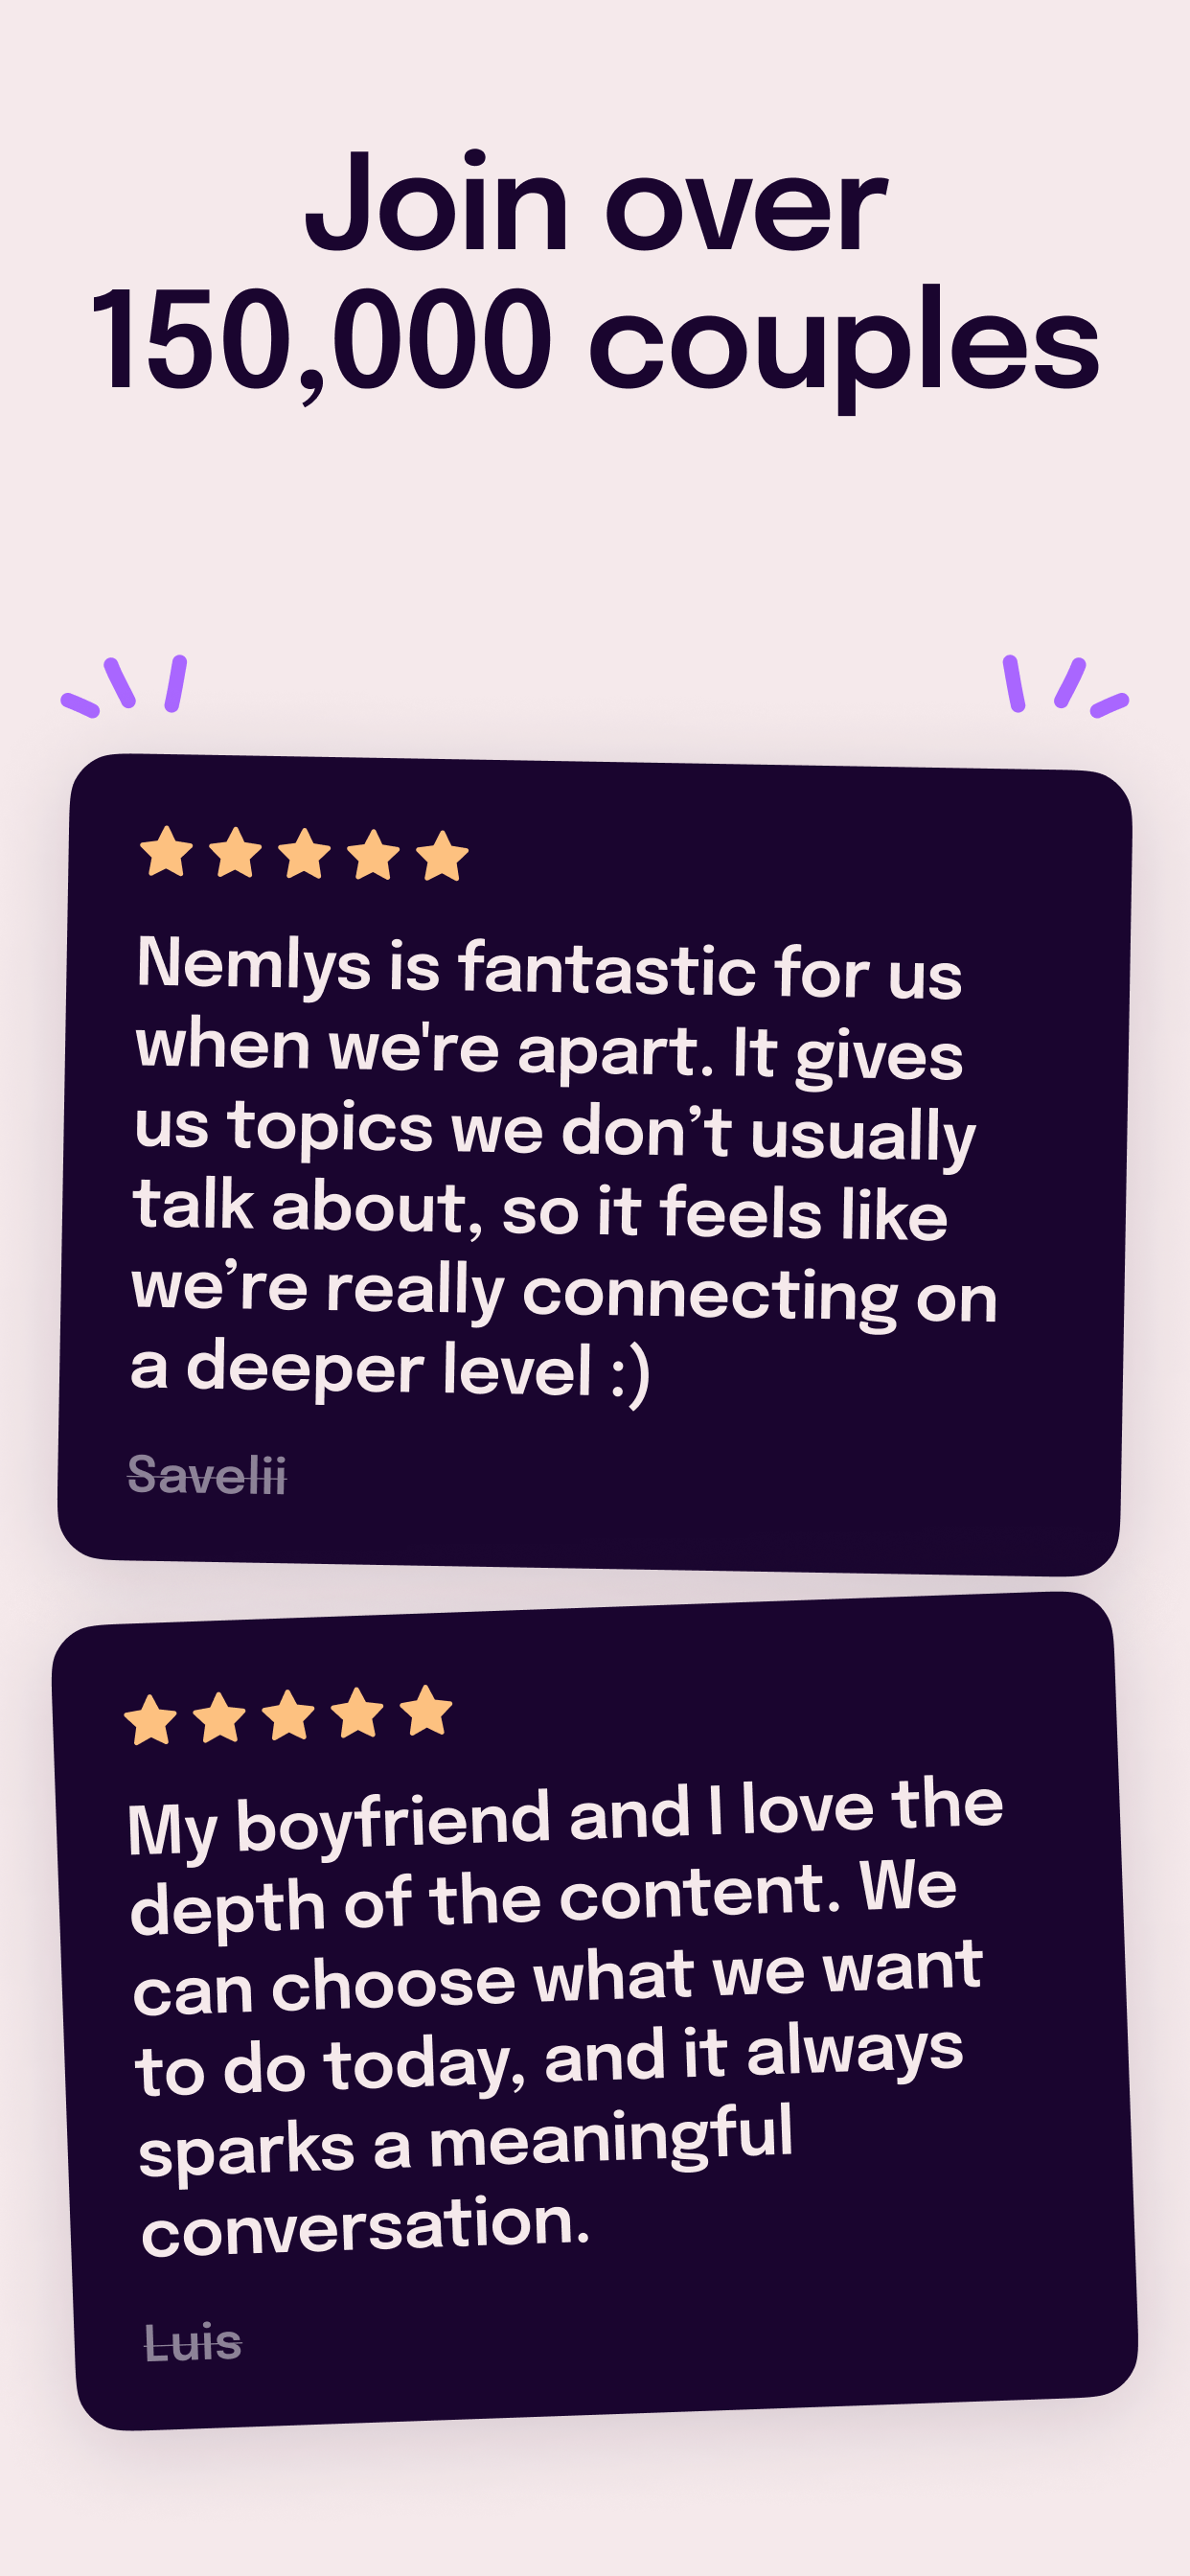 Join over
150,000 couples
Nemlys is fantastic for us
when we're apart. It gives
us topics we don’t usually
talk about, so it feels like
we’re really connecting on
a deeper level :)
Savelii
My boyfriend and I love the
depth of the content. We
can choose what we want
to do today, and it always
sparks a meaningful
conversation.
Luis